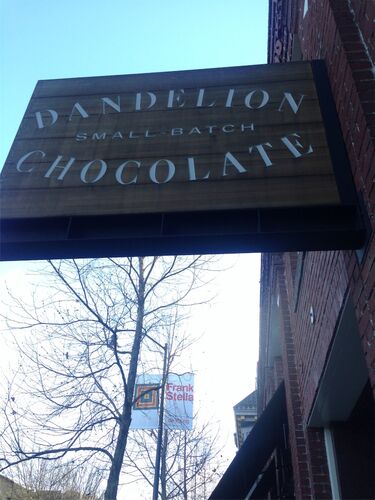 DANDELION
SMALL-BATCH
CHOCOLATE
Frank
Stella